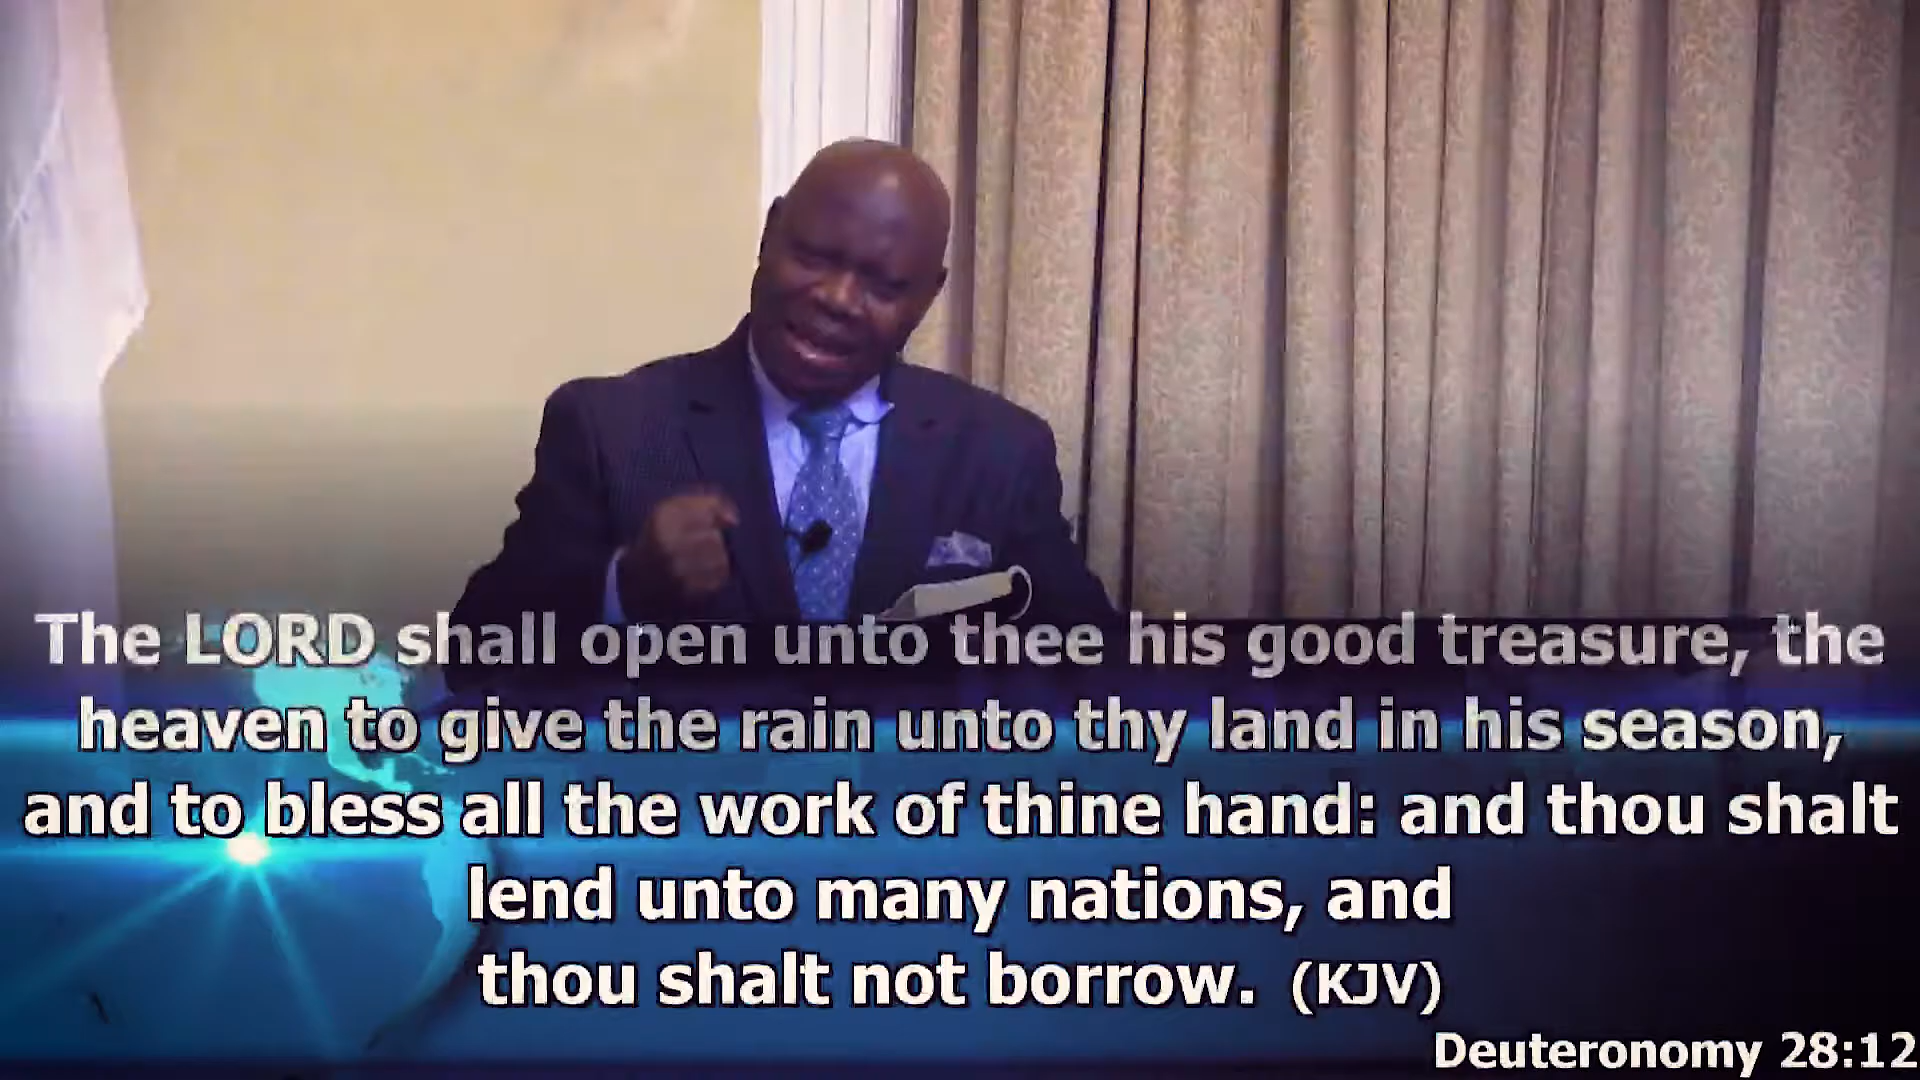 The LORD shall open unto thee his good treasure, the
heaven to give the rain unto thy land in his season,
and to bless all the work of thine hand: and thou shalt
lend unto many nations, and
thou shalt not borrow. (KJV)
Deuteronomy 28:12